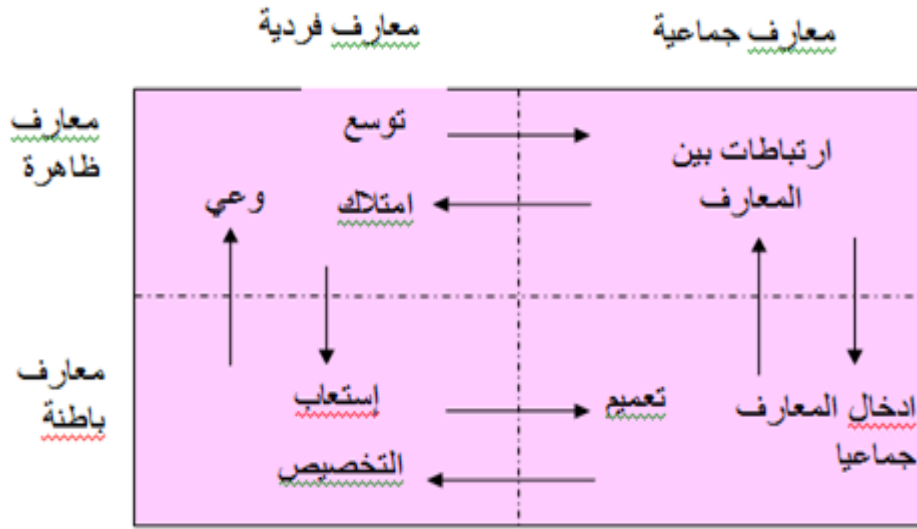 معارف جماعية
معارف فردية
معارف
ظاهرة
توسع
ارتباطات بين
المعارف
امتلاك
وعي
معارف
باطنة
إستعاب
تعميم
ادخال المعارف
جماعيا
التخصيص